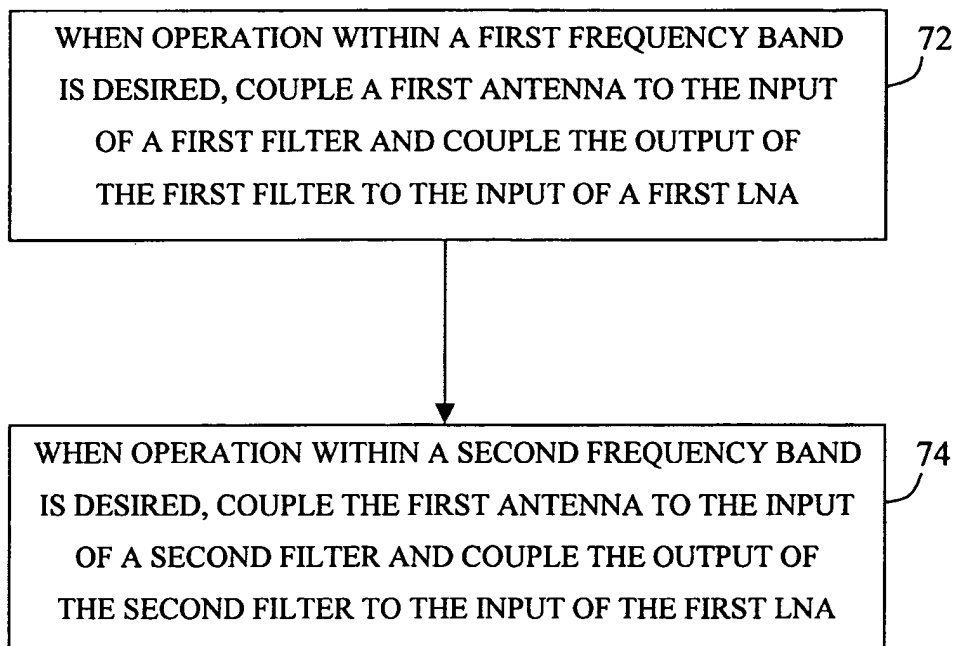 WHEN OPERATION WITHIN A FIRST FREQUENCY BAND
IS DESIRED, COUPLE A FIRST ANTENNA TO THE INPUT
OF A FIRST FILTER AND COUPLE THE OUTPUT OF
THE FIRST FILTER TO THE INPUT OF A FIRST LNA
72
WHEN OPERATION WITHIN A SECOND FREQUENCY BAND
IS DESIRED, COUPLE THE FIRST ANTENNA TO THE INPUT
OF A SECOND FILTER AND COUPLE THE OUTPUT OF
THE SECOND FILTER TO THE INPUT OF THE FIRST LNA
74